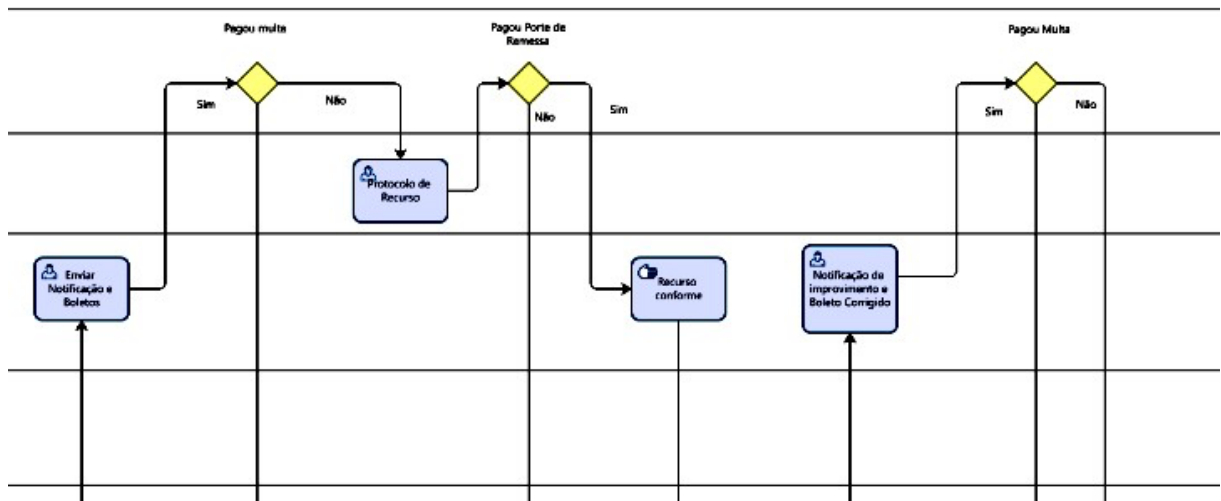 Pagou multa
Pagou Porte de
Remessa
Pagou Multa
Sim
Não
Não
Sim
Sim
Não
Protocolo de
Recurso
Enviar
Notificação e
Boletos
Recurso
conforme
Notificação de
improvimento e
Boleto Corrigido